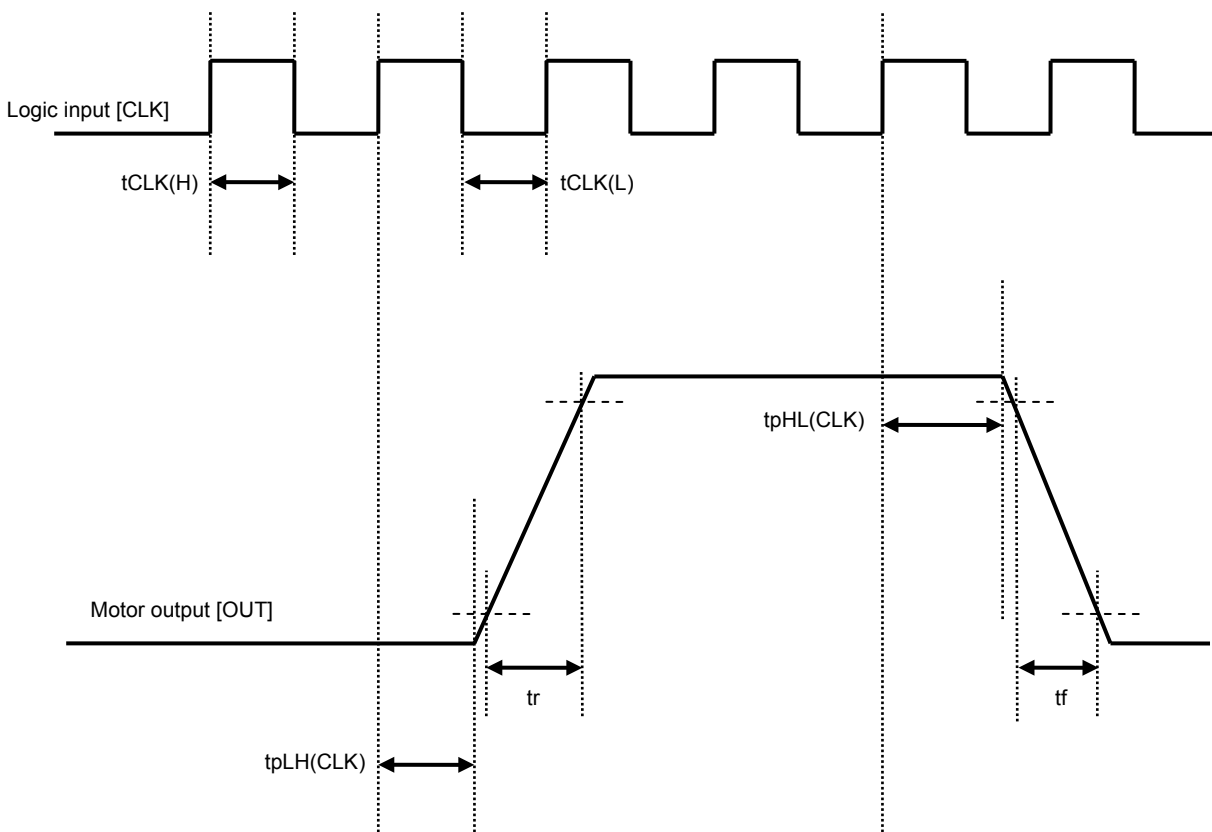 Logic input [CLK]
tCLK(H)
tCLK(L)
tpHL(CLK)
Motor output [OUT]
tr
tf
tpLH(CLK)